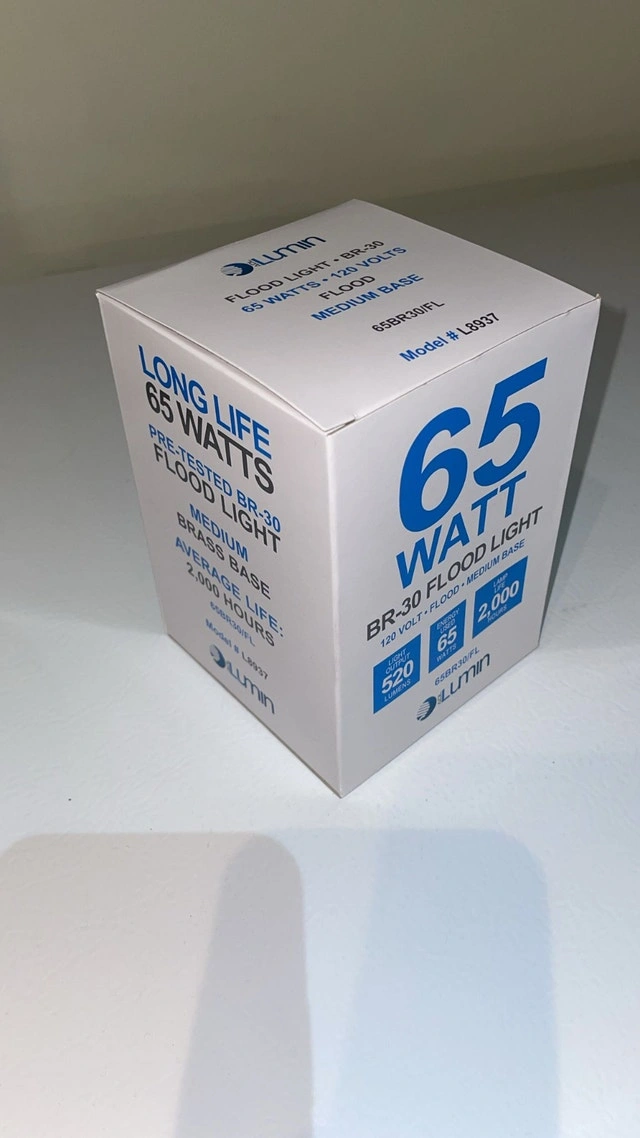 Lumin
FLOOD LIGHT • BR-30
65 WATTS • 120 VOLTS
FLOOD
MEDIUM BASE
65BR30/FL
Model # L8937
LONG LIFE
65 WATTS
PRE-TESTED BR-30
FLOOD LIGHT
MEDIUM
BRASS BASE
AVERAGE LIFE:
2,000 HOURS
65BR30/FL
Model # L8937
Lumin
65
WATT
BR-30 FLOOD LIGHT
120 VOLT • FLOOD • MEDIUM BASE
LIGHT
OUTPUT
520
LUMENS
ENERGY
USED
65
WATTS
LAMP
LIFE
2,000
HOURS
65BR30/FL
Lumin